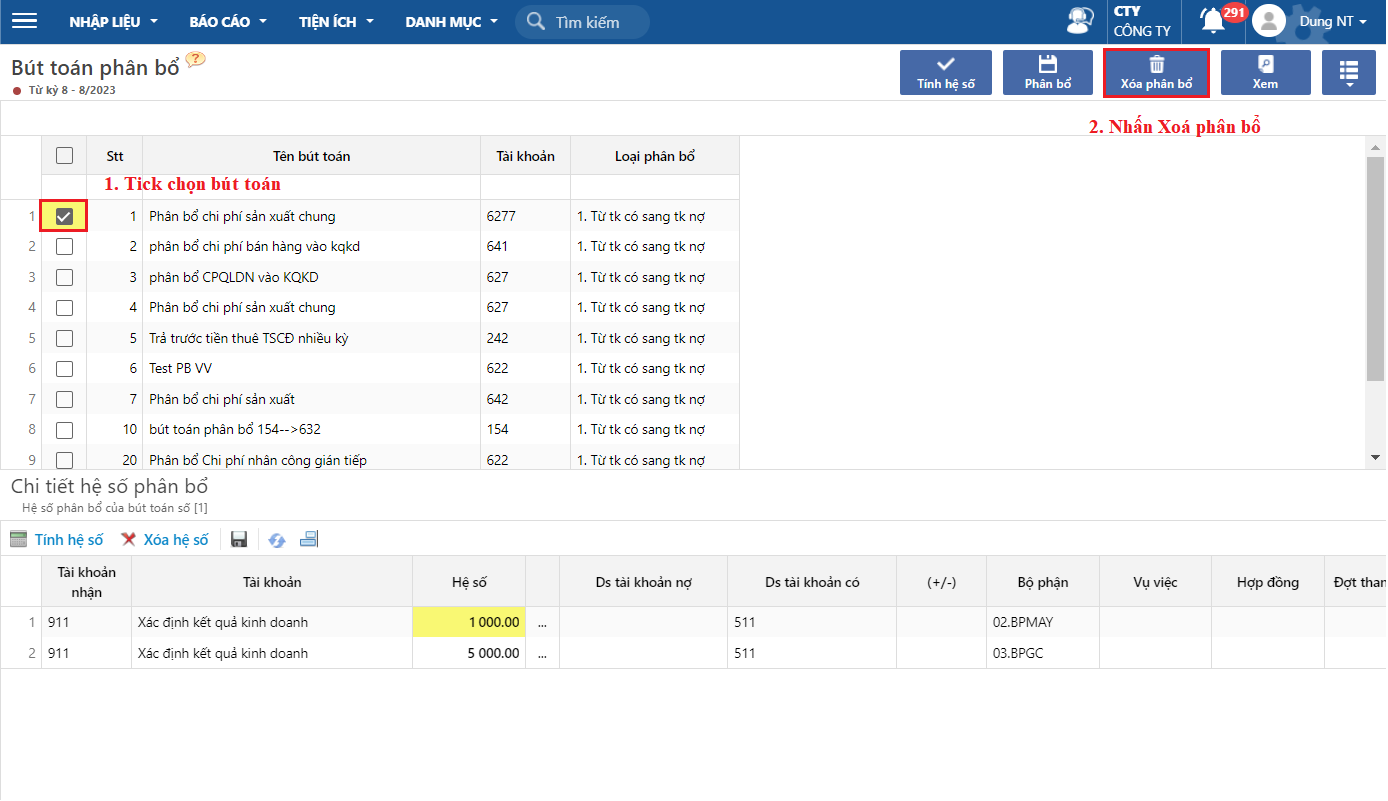 NHẬP LIỆU BÁO CÁO TIỆN ÍCH DANH MỤC Tìm kiếm CTY CÔNG TY 291 Dung NT
Bút toán phân bổ ?
Từ kỳ 8 - 8/2023
Tính hệ số Phân bổ Xóa phân bổ Xem
2. Nhấn Xoá phân bổ
Stt Tên bút toán Tài khoản Loại phân bổ
1. Tick chọn bút toán
1 1 Phân bổ chi phí sản xuất chung 6277 1. Từ tk có sang tk nợ
2 2 phân bổ chi phí bán hàng vào kqkd 641 1. Từ tk có sang tk nợ
3 3 phân bổ CPQLDN vào KQKD 627 1. Từ tk có sang tk nợ
4 4 Phân bổ chi phí sản xuất chung 627 1. Từ tk có sang tk nợ
5 5 Trả trước tiền thuê TSCĐ nhiều kỳ 242 1. Từ tk có sang tk nợ
6 6 Test PB VV 622 1. Từ tk có sang tk nợ
7 7 Phân bổ chi phí sản xuất 642 1. Từ tk có sang tk nợ
8 10 bút toán phân bổ 154-->632 154 1. Từ tk có sang tk nợ
9 20 Phân bổ Chi phí nhân công gián tiếp 622 1. Từ tk có sang tk nợ
Chi tiết hệ số phân bổ
Hệ số phân bổ của bút toán số [1]
Tính hệ số Xóa hệ số
Tài khoản nhận Tài khoản Hệ số Ds tài khoản nợ Ds tài khoản có (+/-) Bộ phận Vụ việc Hợp đồng Đợt than
1 911 Xác định kết quả kinh doanh 1 000.00 ... 511 02.BPMAY
2 911 Xác định kết quả kinh doanh 5 000.00 ... 511 03.BPGC